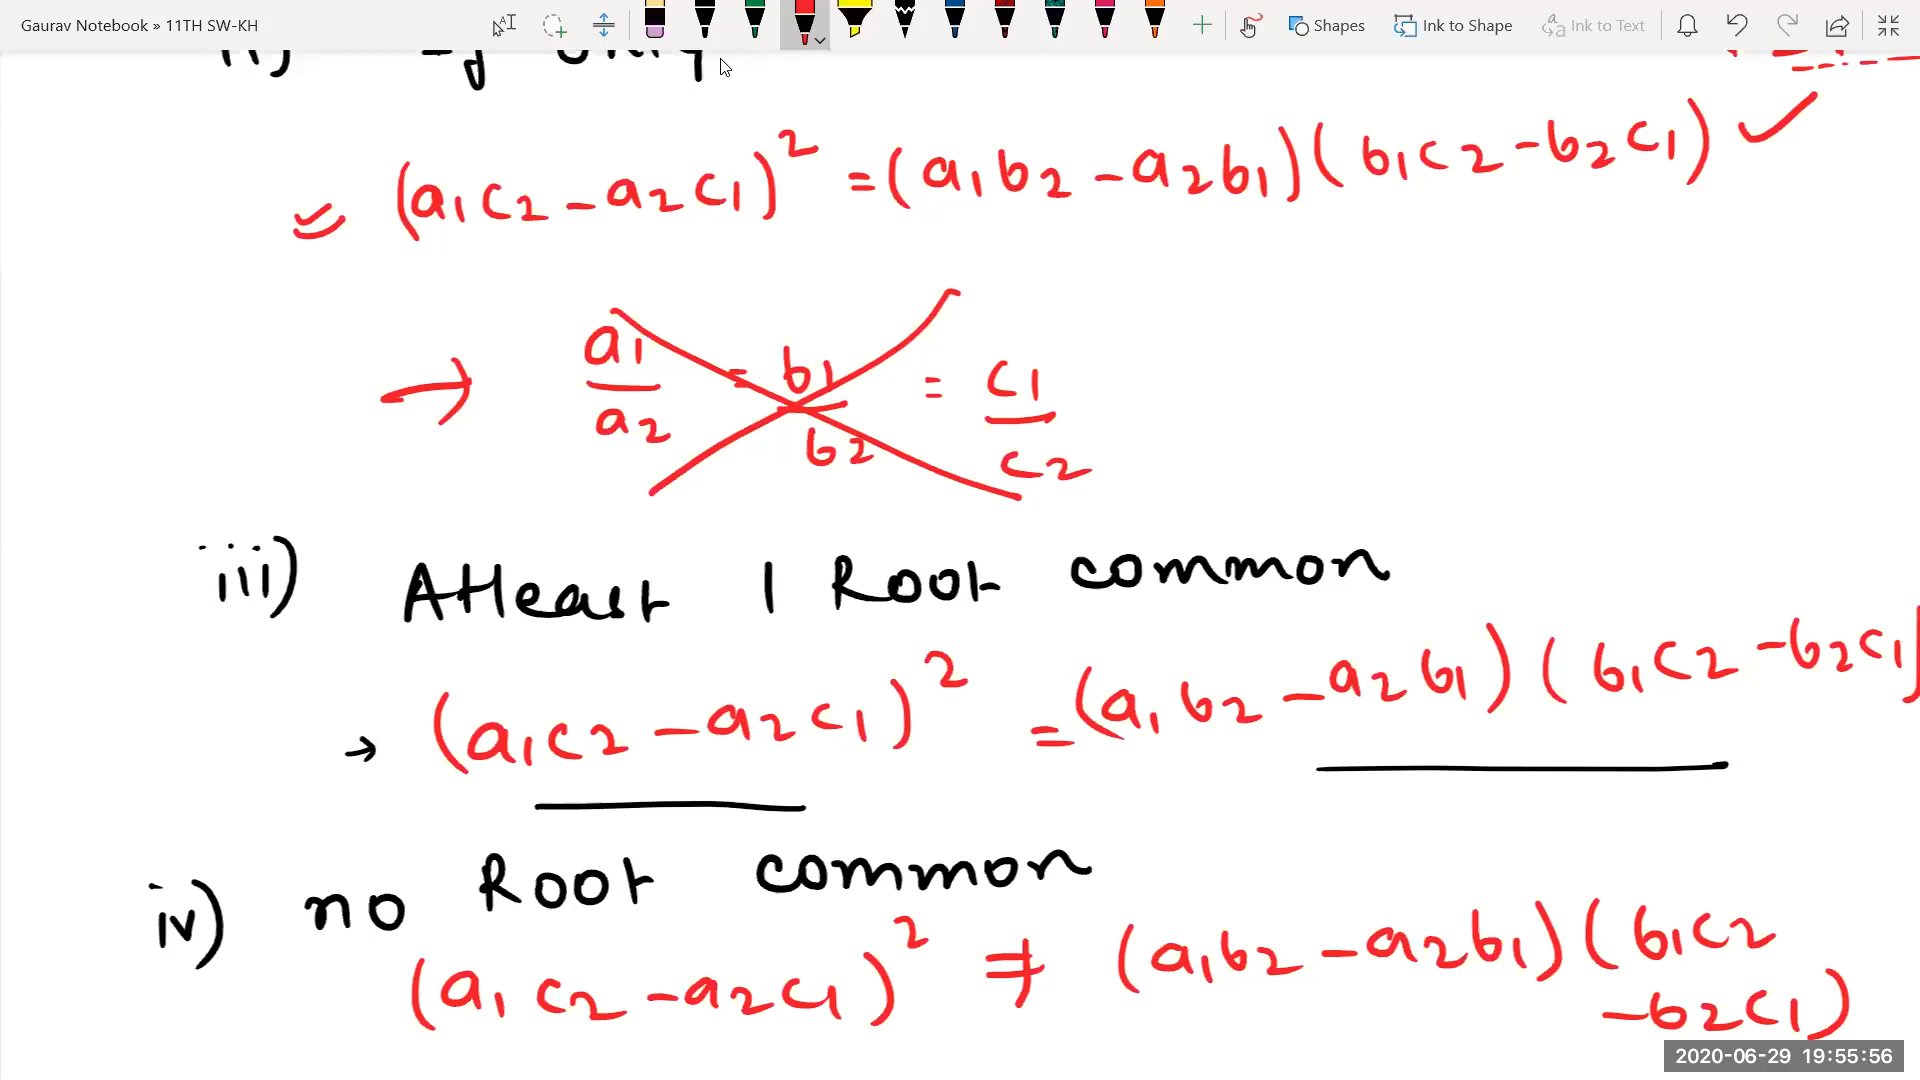 Gaurav Notebook » 11TH SW-KH
Shapes
Ink to Shape
Ink to Text
= (a1c2 - a2c1)² = (a1b2 - a2b1)(b1c2 - b2c1) ✓
→ a1/a2 = b1/b2 = c1/c2
iii) Atleast 1 Root common
→ (a1c2 - a2c1)² = (a1b2 - a2b1)(b1c2 - b2c1)
iv) no Root common
(a1c2 - a2c1)² ≠ (a1b2 - a2b1)(b1c2
- b2c1)
2020-06-29 19:55:56